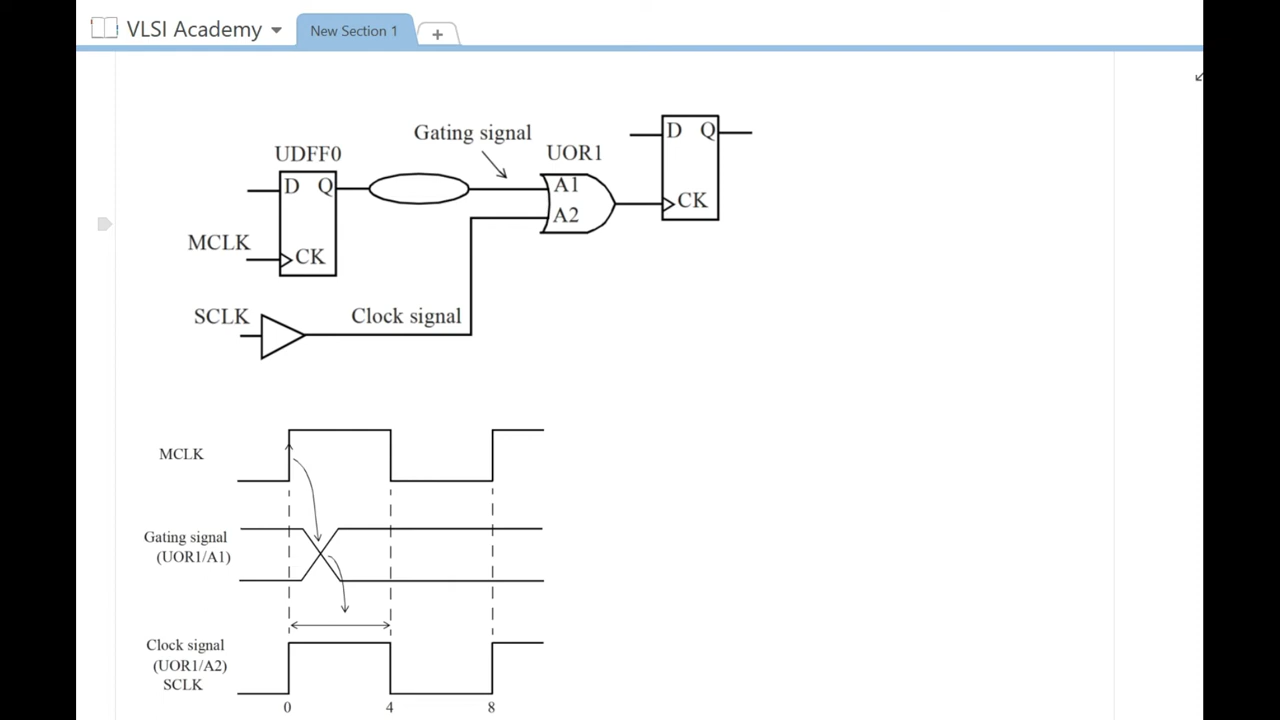 VLSI Academy
New Section 1
+
Gating signal
UOR1
D Q
CK
UDFF0
D Q
A1
A2
MCLK
CK
SCLK
Clock signal
MCLK
Gating signal
(UOR1/A1)
Clock signal
(UOR1/A2)
SCLK
0 4 8